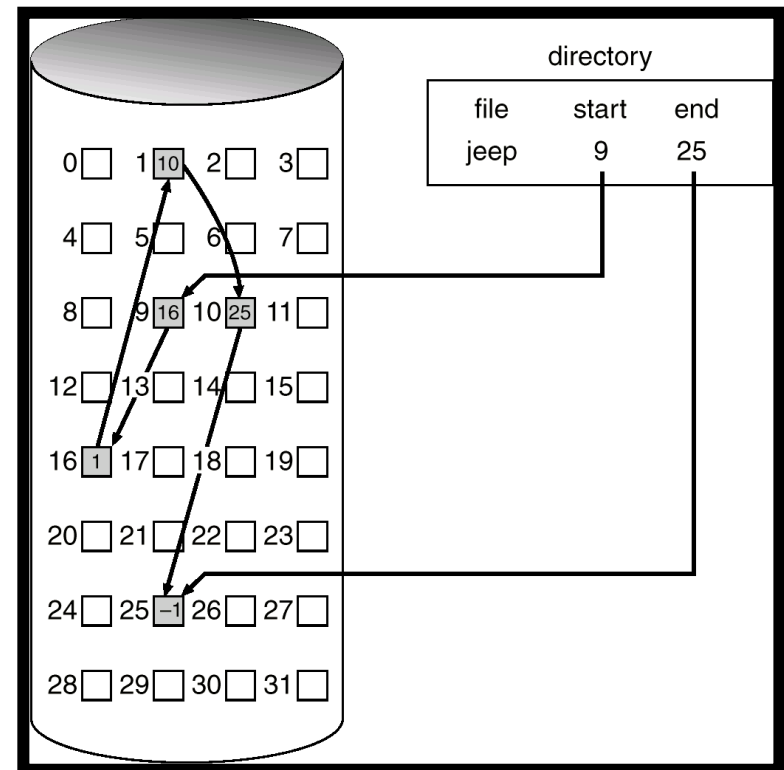 directory
file start end
jeep 9 25
0 1 10 2 3
4 5 6 7
8 9 16 10 25 11
12 13 14 15
16 1 17 18 19
20 21 22 23
24 25 –1 26 27
28 29 30 31